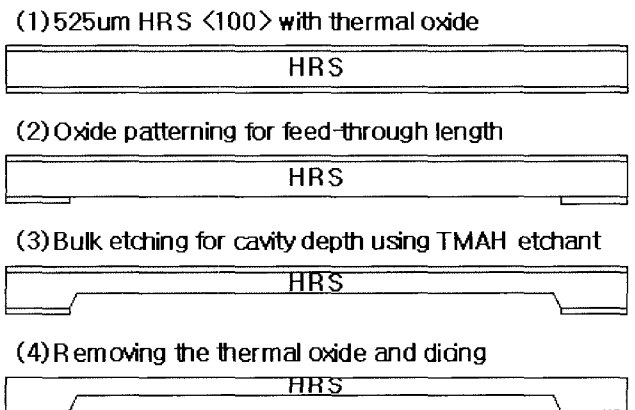 (1)525um HRS <100> with thermal oxide
HRS
(2)Oxide patterning for feed-through length
HRS
(3)Bulk etching for cavity depth using TMAH etchant
HRS
(4)Removing the thermal oxide and dicing
HRS